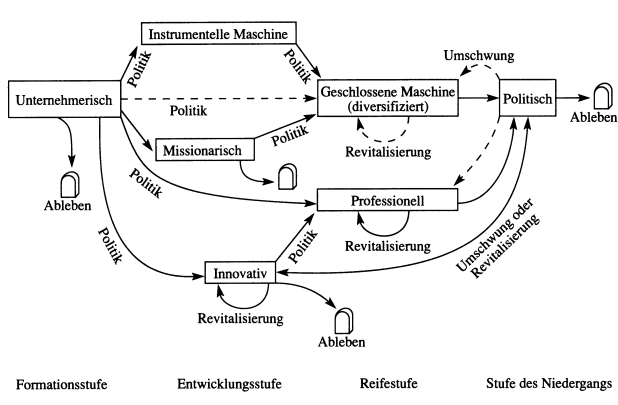 Instrumentelle Maschine
Politik
Politik
Umschwung
Unternehmerisch
Politik
Geschlossene Maschine
(diversifiziert)
Politisch
Ableben
Politik
Missionarisch
Revitalisierung
Politik
Ableben
Professionell
Politik
Revitalisierung
Umschwung oder
Revitalisierung
Politik
Innovativ
Revitalisierung
Ableben
Formationsstufe
Entwicklungsstufe
Reifestufe
Stufe des Niedergangs